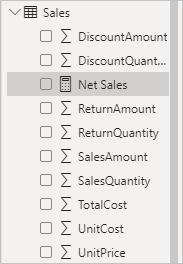 Sales
DiscountAmount
DiscountQuant...
Net Sales
ReturnAmount
ReturnQuantity
SalesAmount
SalesQuantity
TotalCost
UnitCost
UnitPrice